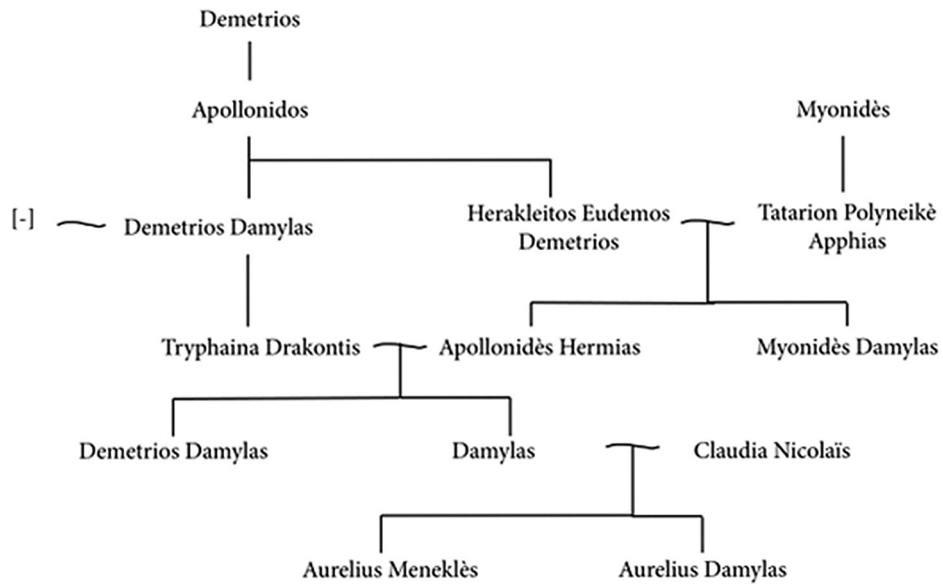 Demetrios
Apollonidos
Myonidès
[-]
Demetrios Damylas
Herakleitos Eudemos
Demetrios
Tatarion Polyneikè
Apphias
Tryphaina Drakontis
Apollonidès Hermias
Myonidès Damylas
Demetrios Damylas
Damylas
Claudia Nicolaïs
Aurelius Meneklès
Aurelius Damylas